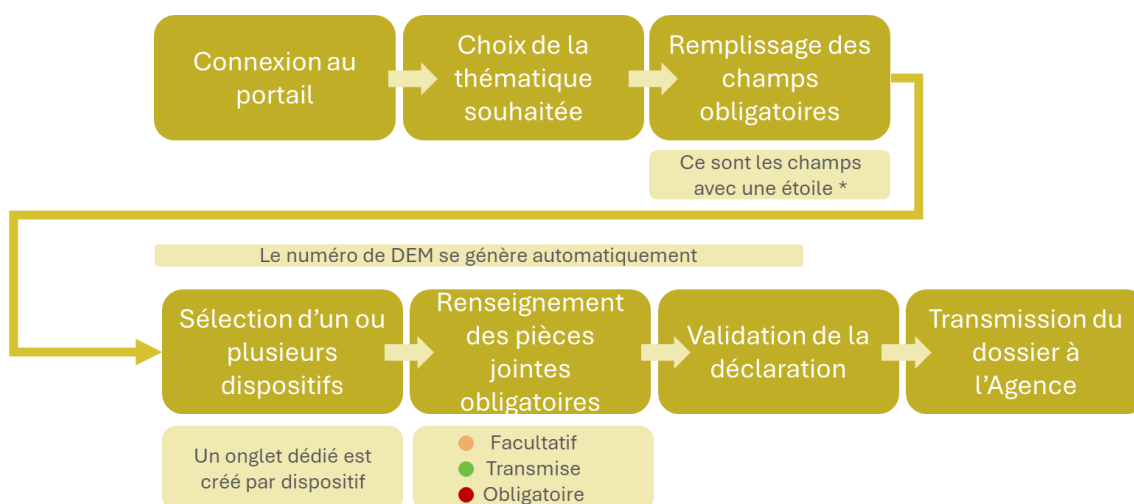 Connexion au
portail
Choix de la
thématique
souhaitée
Remplissage des
champs
obligatoires
Ce sont les champs
avec une étoile *
Le numéro de DEM se génère automatiquement
Sélection d’un ou
plusieurs
dispositifs
Renseignement
des pièces
jointes
obligatoires
Validation de la
déclaration
Transmission du
dossier à
l’Agence
Un onglet dédié est
créé par dispositif
Facultatif
Transmise
Obligatoire